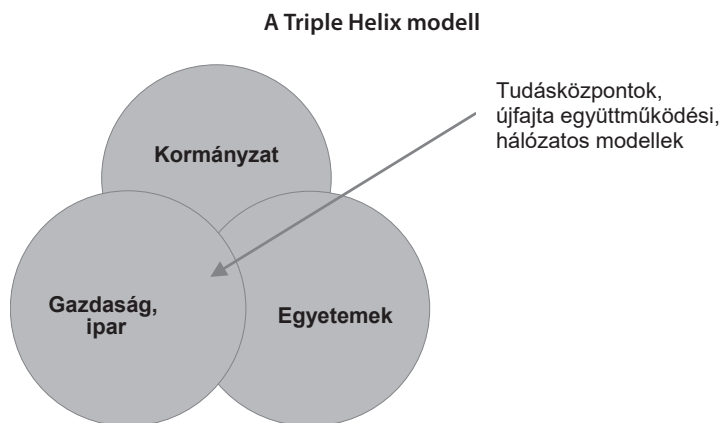 A Triple Helix modell
Tudásközpontok,
újfajta együttműködési,
hálózatos modellek
Kormányzat
Gazdaság,
ipar
Egyetemek